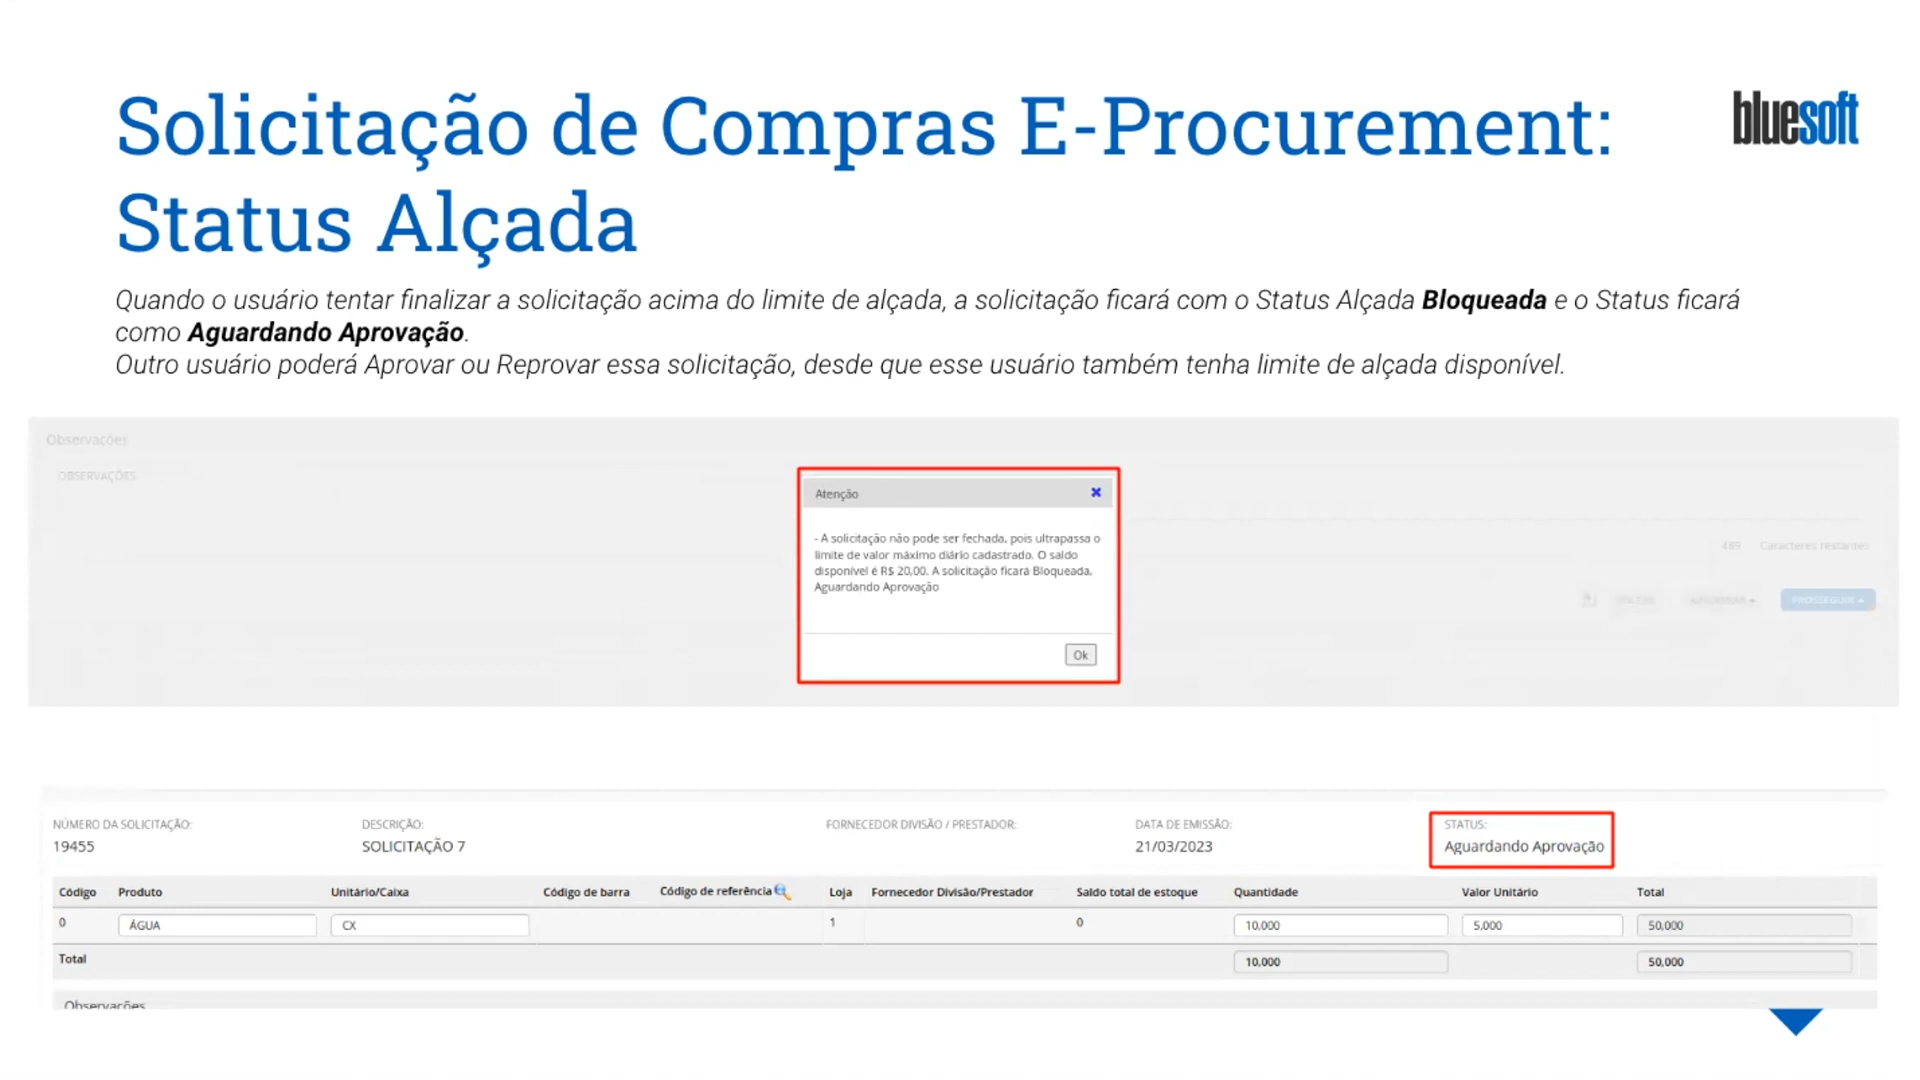 Solicitação de Compras E-Procurement:
bluesoft
Status Alçada
Quando o usuário tentar finalizar a solicitação acima do limite de alçada, a solicitação ficará com o Status Alçada Bloqueada e o Status ficará
como Aguardando Aprovação.
Outro usuário poderá Aprovar ou Reprovar essa solicitação, desde que esse usuário também tenha limite de alçada disponível.
Observações
OBSERVAÇÕES
Atenção
- A solicitação não pode ser fechada, pois ultrapassa o
limite de valor máximo diário cadastrado. O saldo
disponível é R$ 20,00. A solicitação ficará Bloqueada,
Aguardando Aprovação
Ok
489 Caracteres restantes
PROSSEGUIR
NÚMERO DA SOLICITAÇÃO: DESCRIÇÃO: FORNECEDOR DIVISÃO / PRESTADOR: DATA DE EMISSÃO: STATUS:
19455 SOLICITAÇÃO 7 21/03/2023 Aguardando Aprovação
Código Produto Unitário/Caixa Código de barra Código de referência Loja Fornecedor Divisão/Prestador Saldo total de estoque Quantidade Valor Unitário Total
0 ÁGUA CX 1 0 10,000 5,000 50,000
Total 10,000 50,000
Observações